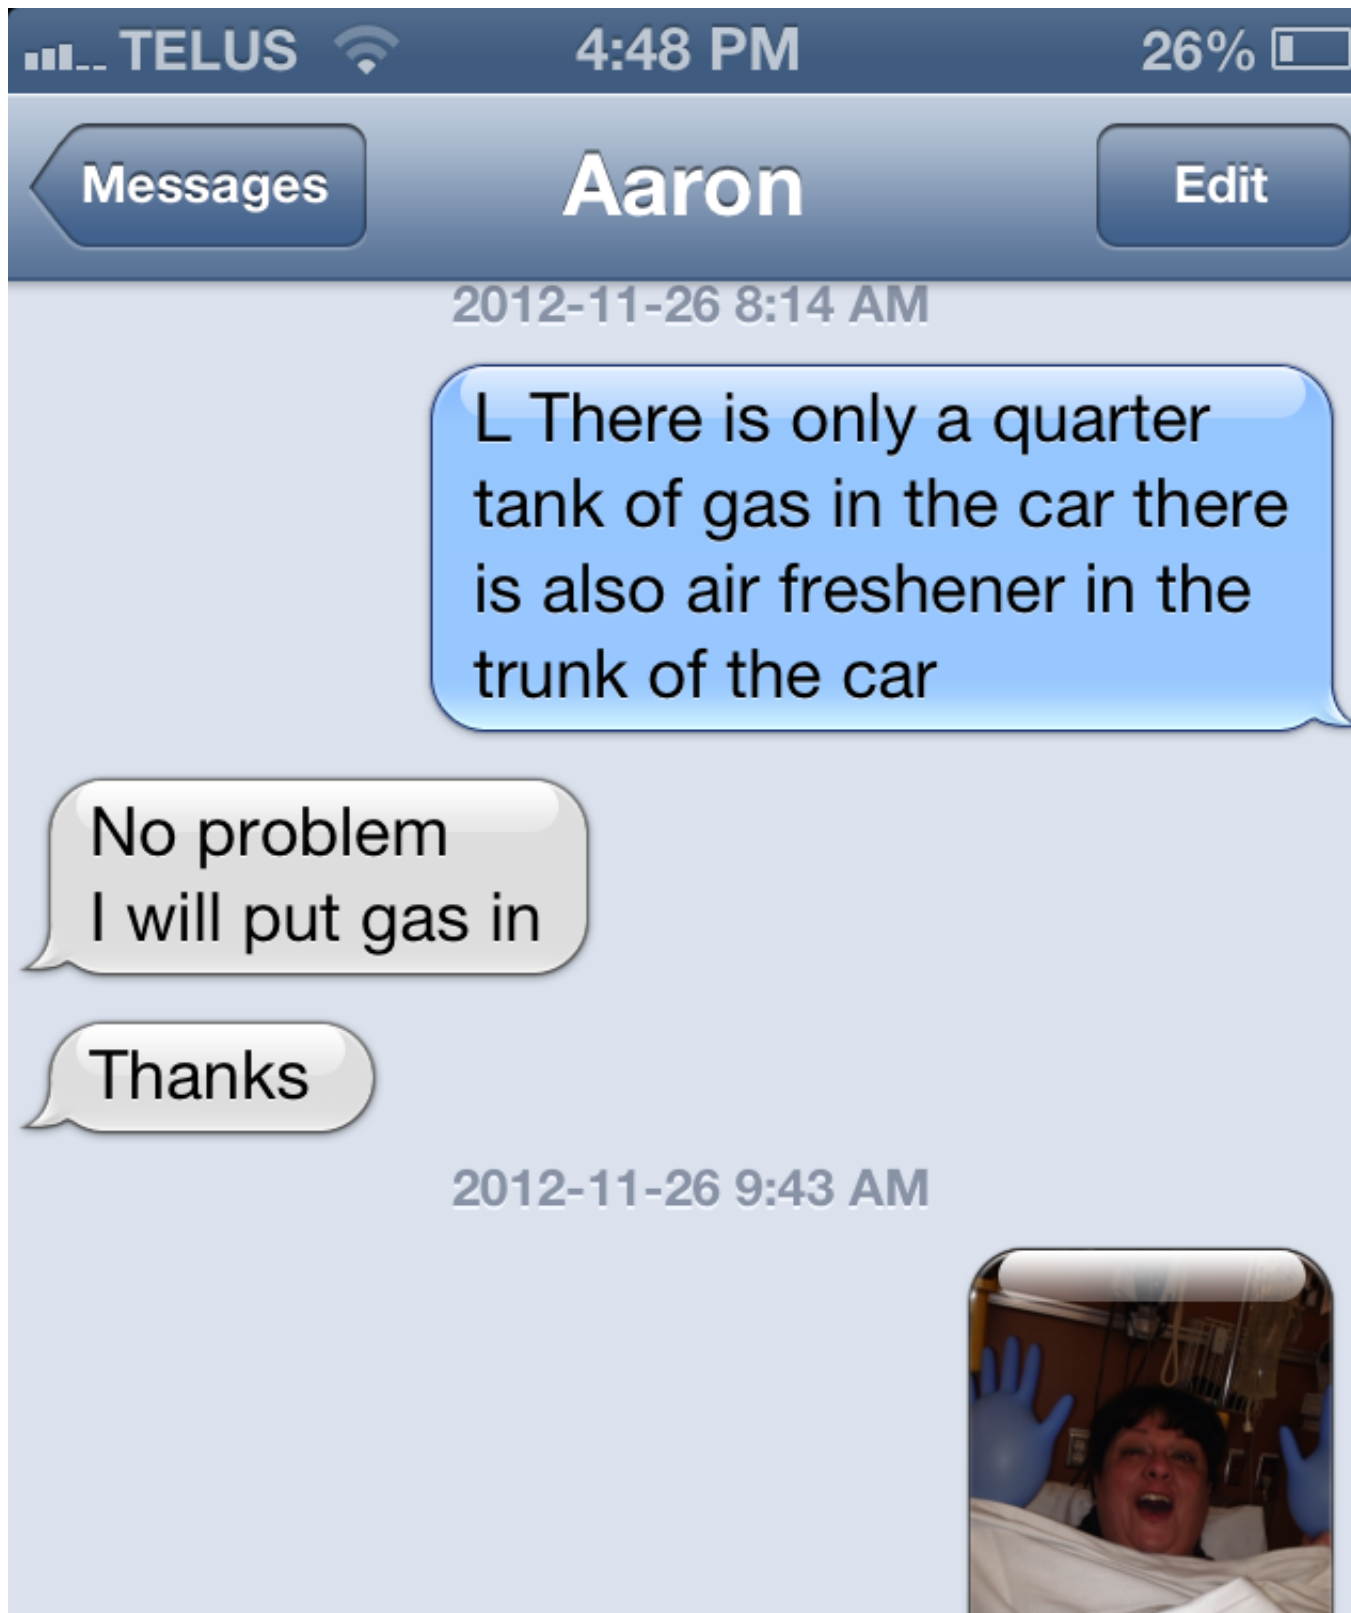 TELUS 4:48 PM 26%
Messages Aaron Edit
2012-11-26 8:14 AM
L There is only a quarter
tank of gas in the car there
is also air freshener in the
trunk of the car
No problem
I will put gas in
Thanks
2012-11-26 9:43 AM